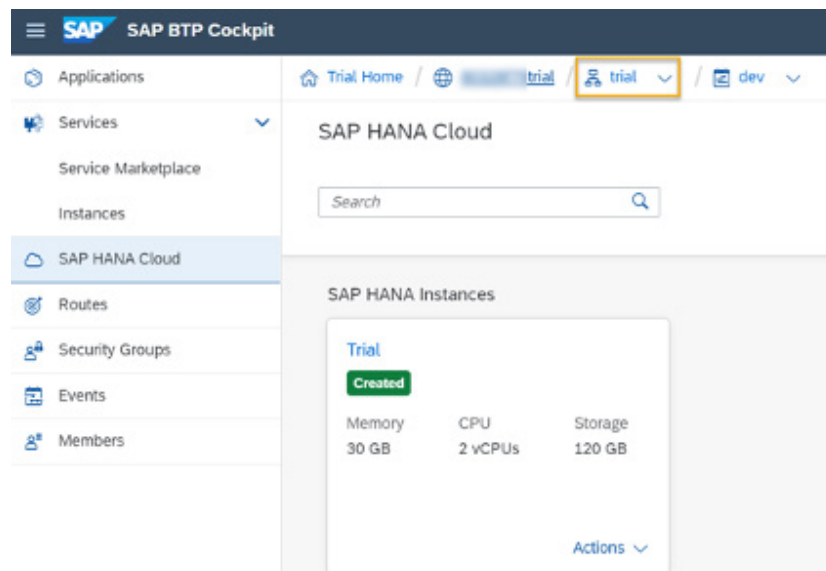 SAP SAP BTP Cockpit
Applications
Services
Service Marketplace
Instances
SAP HANA Cloud
Routes
Security Groups
Events
Members
Trial Home / trial / trial / dev
SAP HANA Cloud
Search
SAP HANA Instances
Trial
Created
Memory CPU Storage
30 GB 2 vCPUs 120 GB
Actions